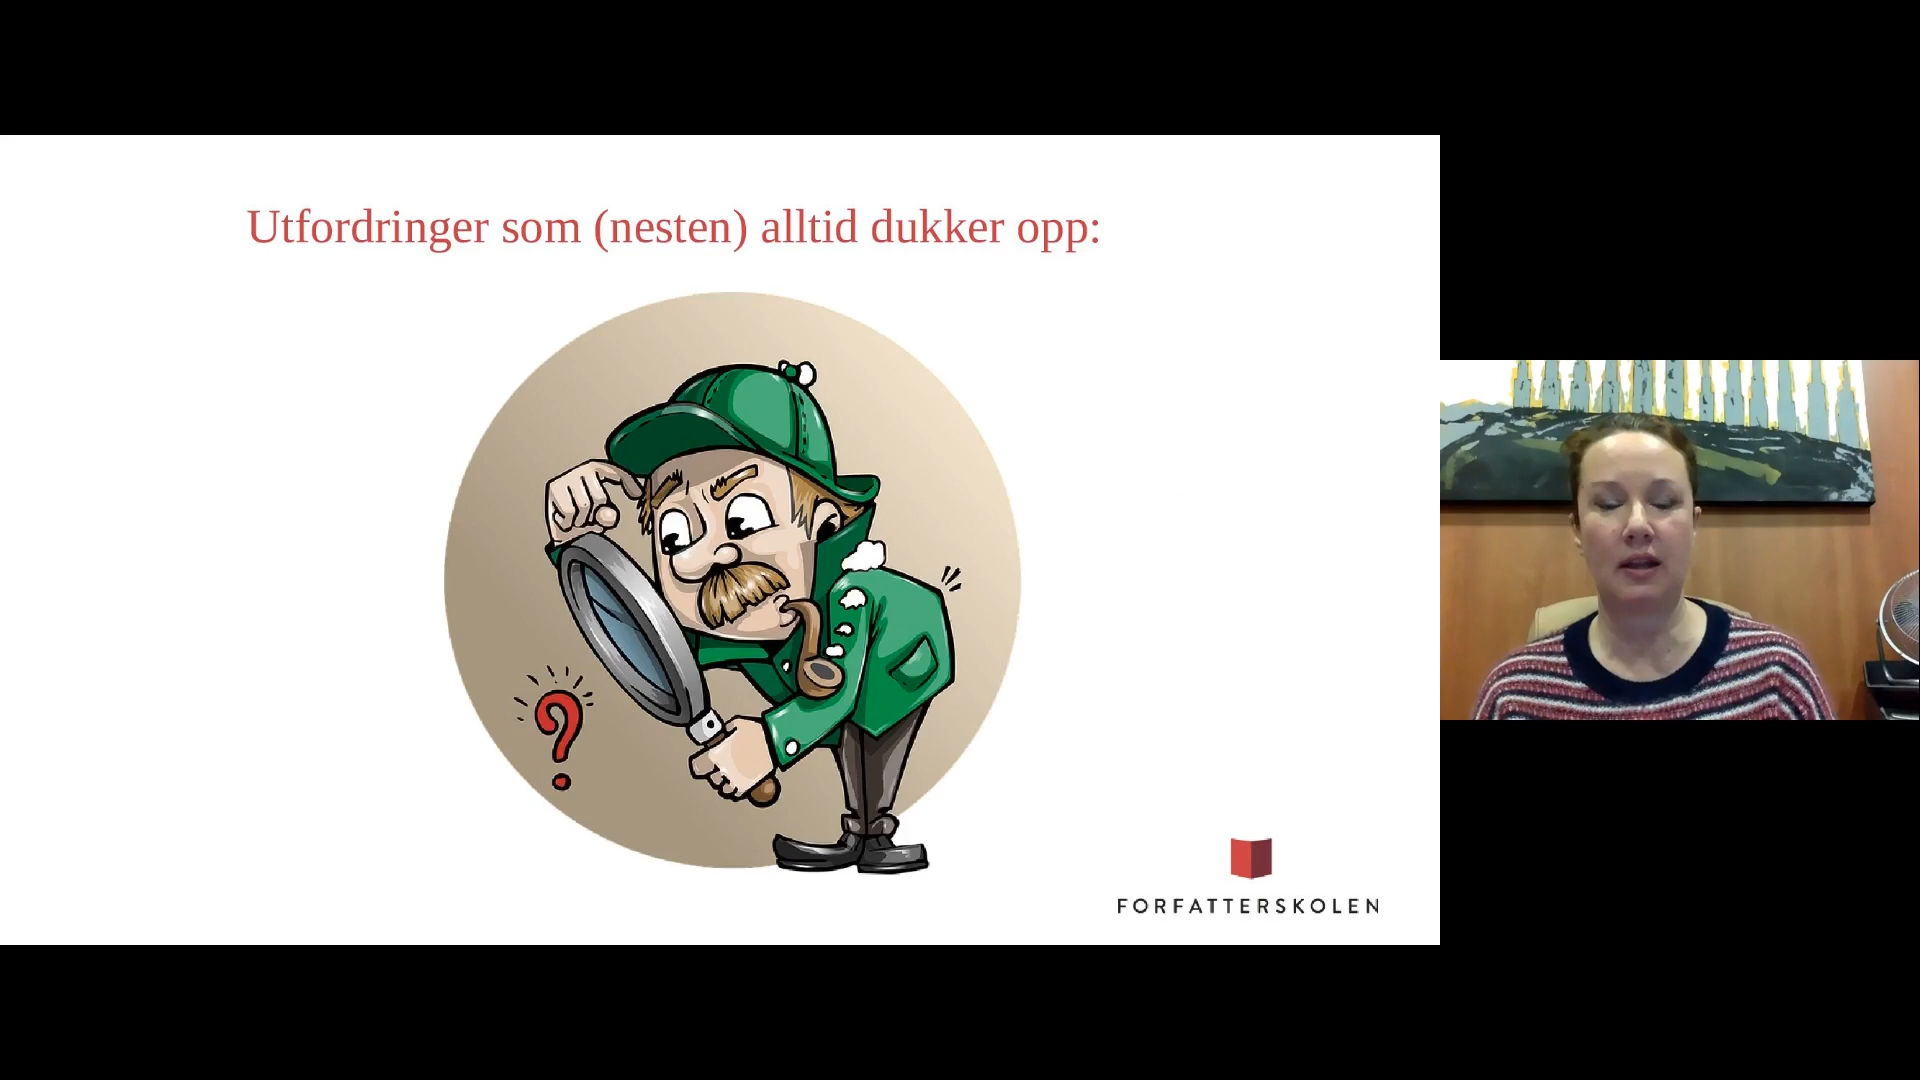 Utfordringer som (nesten) alltid dukker opp:
?
FORFATTERSKOLEN